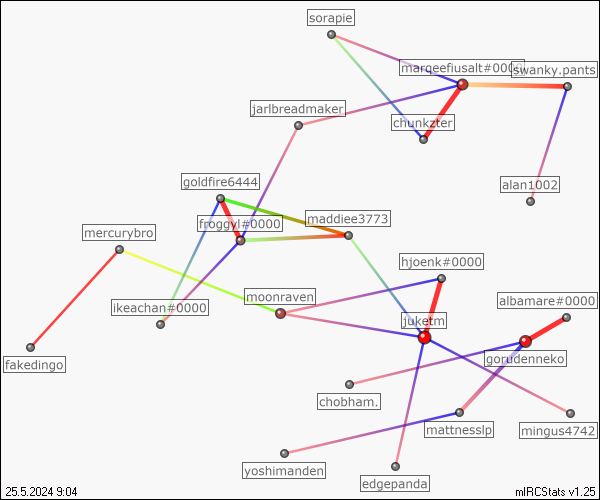 sorapie
marqeefiusalt#0000
swanky.pants
jarlbreadmaker
chunkzter
goldfire6444
alan1002
froggyl#0000
maddiee3773
mercurybro
hjoenk#0000
ikeachan#0000
moonraven
albamare#0000
juketm
gorudenneko
fakedingo
chobham.
mattnesslp
mingus4742
yoshimanden
edgepanda
25.5.2024 9:04
mIRCStats v1.25